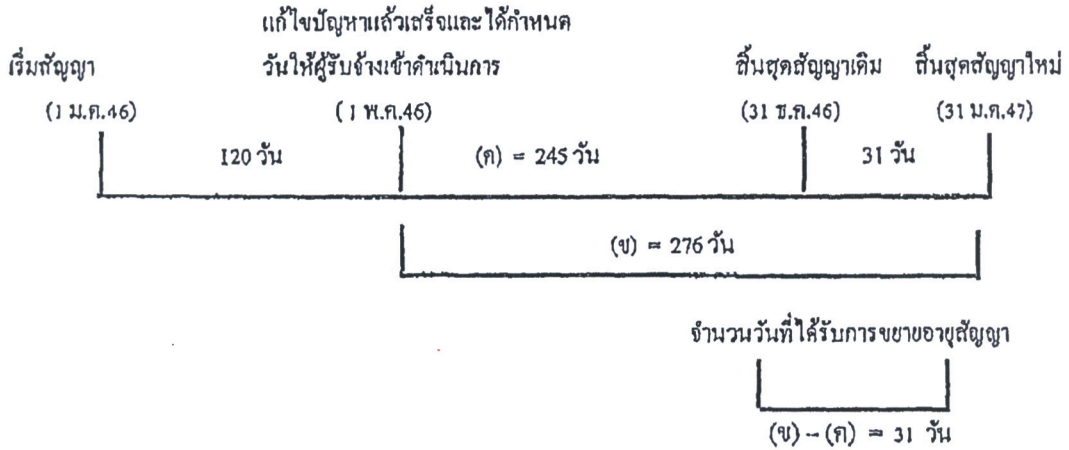 แก้ไขปัญหาแล้วเสร็จและได้กำหนด
เริ่มสัญญา วันให้ผู้รับจ้างเข้าดำเนินการ สิ้นสุดสัญญาเดิม สิ้นสุดสัญญาใหม่
(1 ม.ค.46) (1 พ.ค.46) (31 ธ.ค.46) (31 ม.ค.47)
120 วัน (ค) = 245 วัน 31 วัน
(ข) = 276 วัน
จำนวนวันที่ได้รับการขยายอายุสัญญา
(ข) – (ค) = 31 วัน